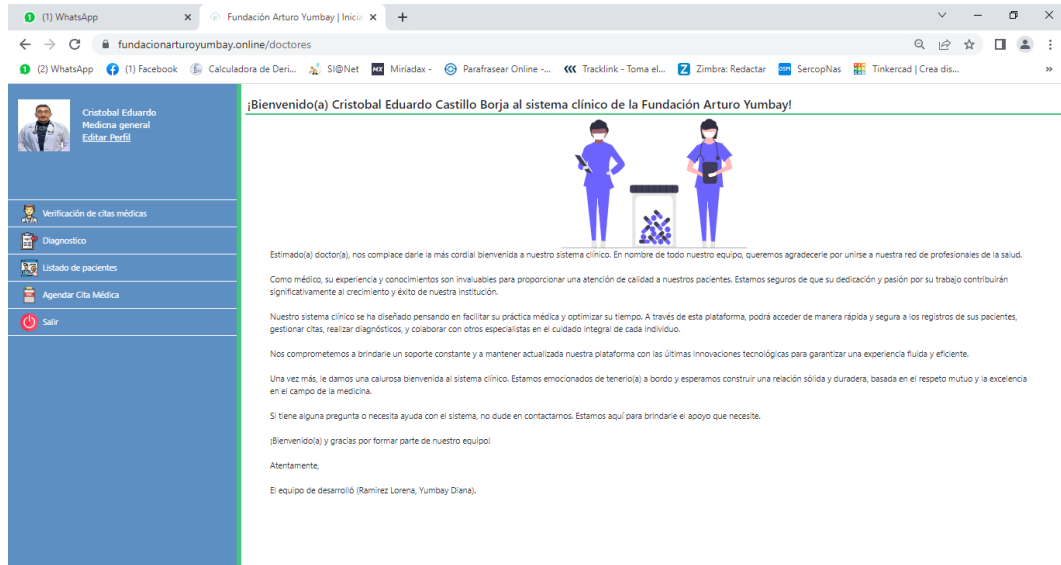 (1) WhatsApp
Fundación Arturo Yumbay | Inicia
fundacionarturoyumbay.online/doctores
(2) WhatsApp (1) Facebook Calculadora de Deri... SI@Net MX Miríadax - Parafrasear Online -... Tracklink - Toma el... Z Zimbra: Redactar OSM SercopNas Tinkercad | Crea dis... »
Cristobal Eduardo
Medicna general
Editar Perfil
Verificación de citas médicas
Diagnostico
Listado de pacientes
Agendar Cita Médica
Salir
¡Bienvenido(a) Cristobal Eduardo Castillo Borja al sistema clínico de la Fundación Arturo Yumbay!
Estimado(a) doctor(a), nos complace darle la más cordial bienvenida a nuestro sistema clínico. En nombre de todo nuestro equipo, queremos agradecerle por unirse a nuestra red de profesionales de la salud.
Como médico, su experiencia y conocimientos son invaluables para proporcionar una atención de calidad a nuestros pacientes. Estamos seguros de que su dedicación y pasión por su trabajo contribuirán
significativamente al crecimiento y éxito de nuestra institución.
Nuestro sistema clínico se ha diseñado pensando en facilitar su práctica médica y optimizar su tiempo. A través de esta plataforma, podrá acceder de manera rápida y segura a los registros de sus pacientes,
gestionar citas, realizar diagnósticos, y colaborar con otros especialistas en el cuidado integral de cada individuo.
Nos comprometemos a brindarle un soporte constante y a mantener actualizada nuestra plataforma con las últimas innovaciones tecnológicas para garantizar una experiencia fluida y eficiente.
Una vez más, le damos una calurosa bienvenida al sistema clínico. Estamos emocionados de tenerlo(a) a bordo y esperamos construir una relación sólida y duradera, basada en el respeto mutuo y la excelencia
en el campo de la medicina.
Si tiene alguna pregunta o necesita ayuda con el sistema, no dude en contactarnos. Estamos aquí para brindarle el apoyo que necesite.
¡Bienvenido(a) y gracias por formar parte de nuestro equipo!
Atentamente,
El equipo de desarrolló (Ramirez Lorena, Yumbay Diana).